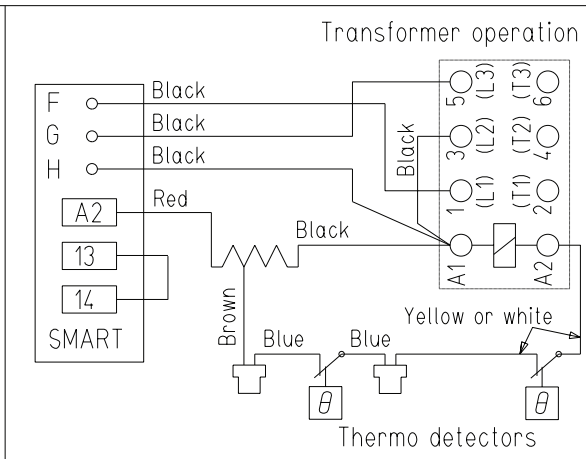 Transformer operation
F
Black
G
Black
H
Black
A2
Red
13
14
SMART
Black
Brown
Blue
Blue
Yellow or white
θ
θ
Thermo detectors
5
(L3)
(T3)
6
3
(L2)
(T2)
4
Black
1
(L1)
(T1)
2
A1
A2